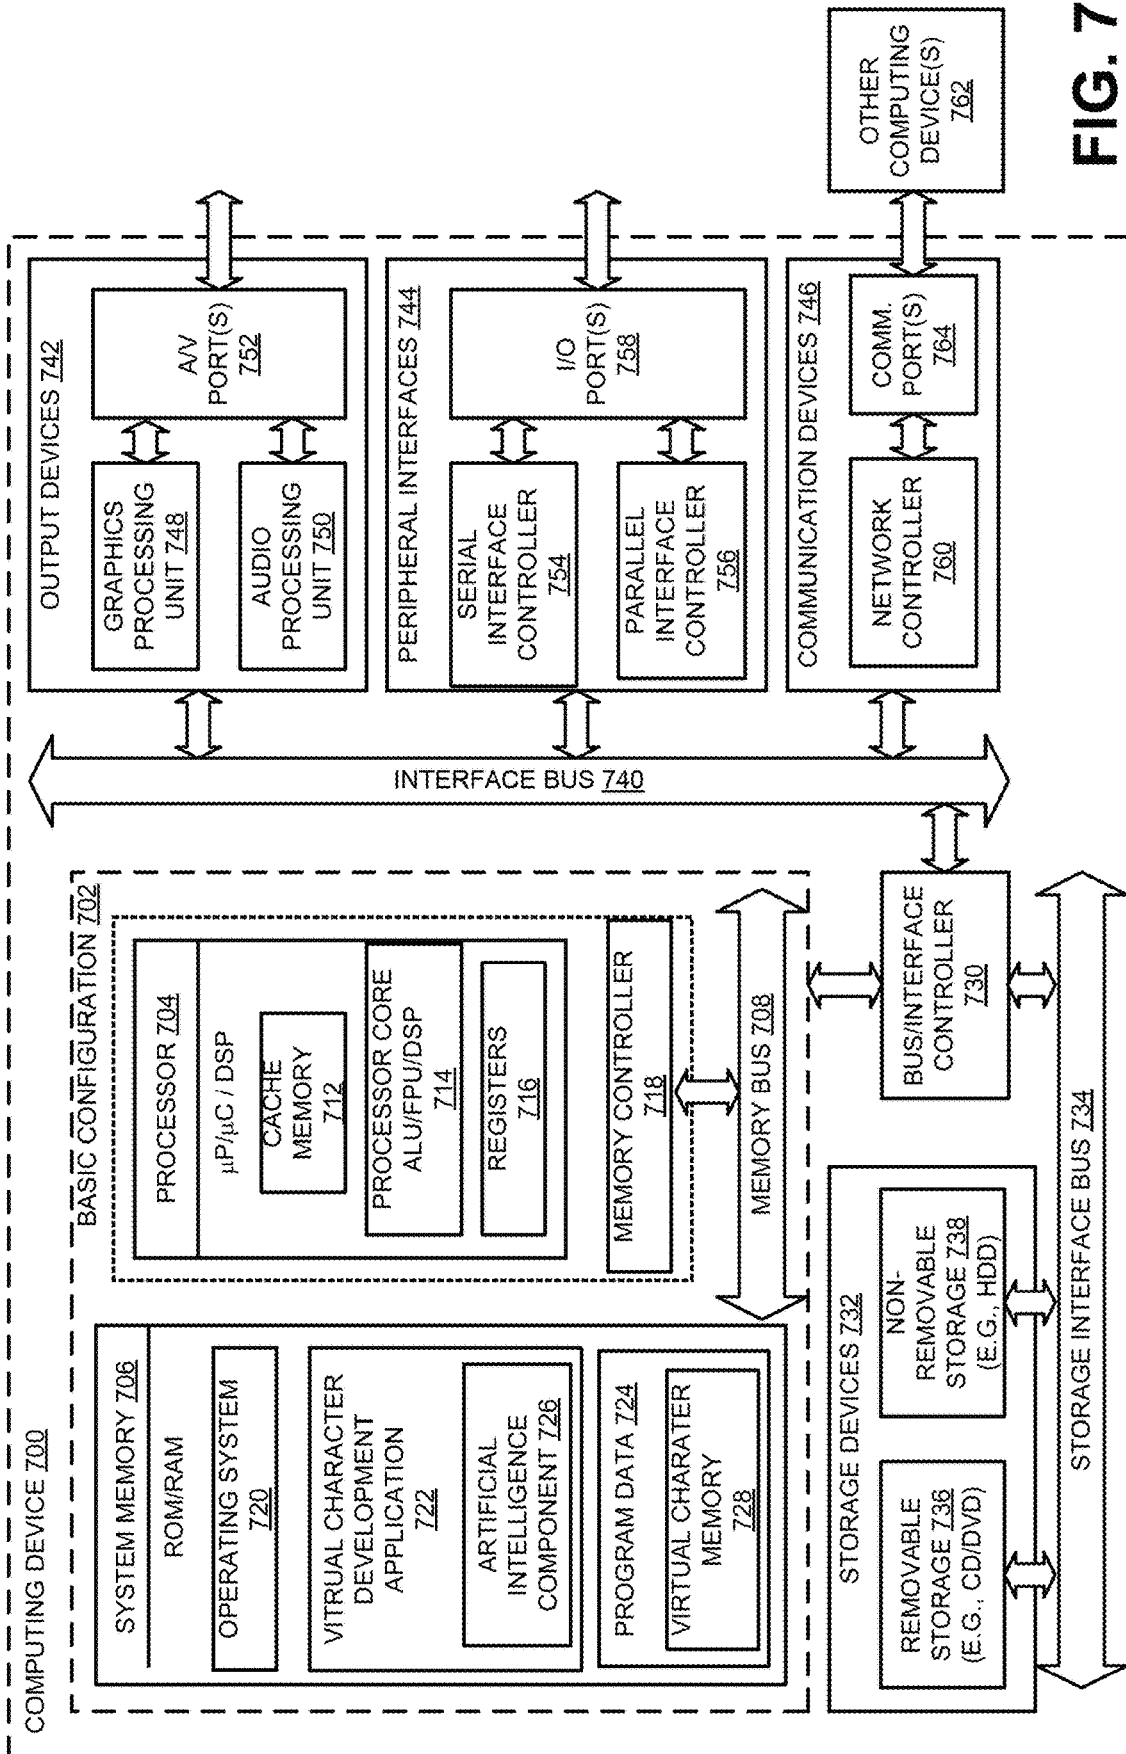 COMPUTING DEVICE 700
BASIC CONFIGURATION 702
SYSTEM MEMORY 706
ROM/RAM
OPERATING SYSTEM
720
VITRUAL CHARACTER
DEVELOPMENT
APPLICATION
722
ARTIFICIAL
INTELLIGENCE
COMPONENT 726
PROGRAM DATA 724
VIRTUAL CHARATER
MEMORY
728
PROCESSOR 704
µP/µC / DSP
CACHE
MEMORY
712
PROCESSOR CORE
ALU/FPU/DSP
714
REGISTERS
716
MEMORY CONTROLLER
718
MEMORY BUS 708
STORAGE DEVICES 732
REMOVABLE
STORAGE 736
(E.G., CD/DVD)
NON-
REMOVABLE
STORAGE 738
(E.G., HDD)
BUS/INTERFACE
CONTROLLER
730
STORAGE INTERFACE BUS 734
INTERFACE BUS 740
OUTPUT DEVICES 742
GRAPHICS
PROCESSING
UNIT 748
AUDIO
PROCESSING
UNIT 750
A/V
PORT(S)
752
PERIPHERAL INTERFACES 744
SERIAL
INTERFACE
CONTROLLER
754
PARALLEL
INTERFACE
CONTROLLER
756
I/O
PORT(S)
758
COMMUNICATION DEVICES 746
NETWORK
CONTROLLER
760
COMM.
PORT(S)
764
OTHER
COMPUTING
DEVICE(S)
762
FIG. 7